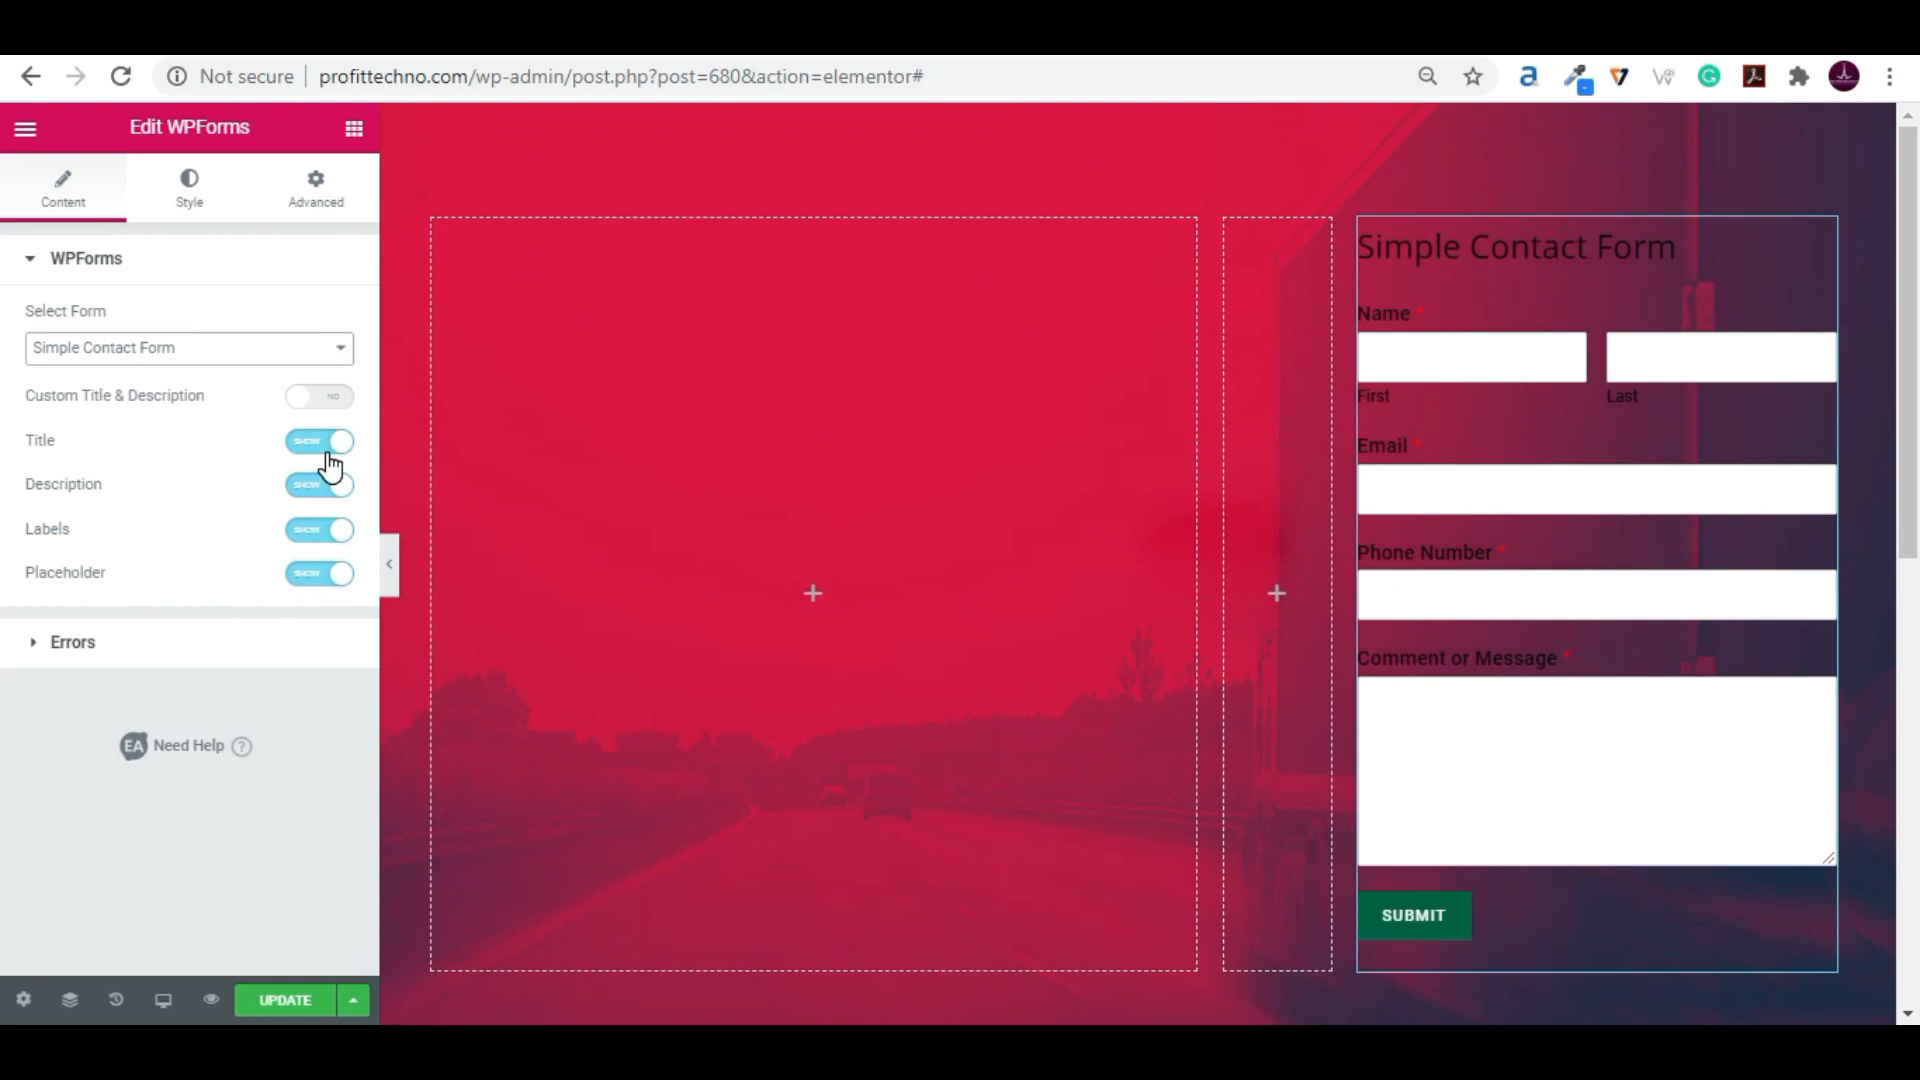 Not secure
profittechno.com/wp-admin/post.php?post=680&action=elementor#
Edit WPForms
Content
Style
Advanced
WPForms
Select Form
Simple Contact Form
Custom Title & Description
NO
Title
SHOW
Description
SHOW
Labels
SHOW
Placeholder
SHOW
Errors
EA Need Help ?
UPDATE
Simple Contact Form
Name *
First
Last
Email *
Phone Number *
Comment or Message *
SUBMIT